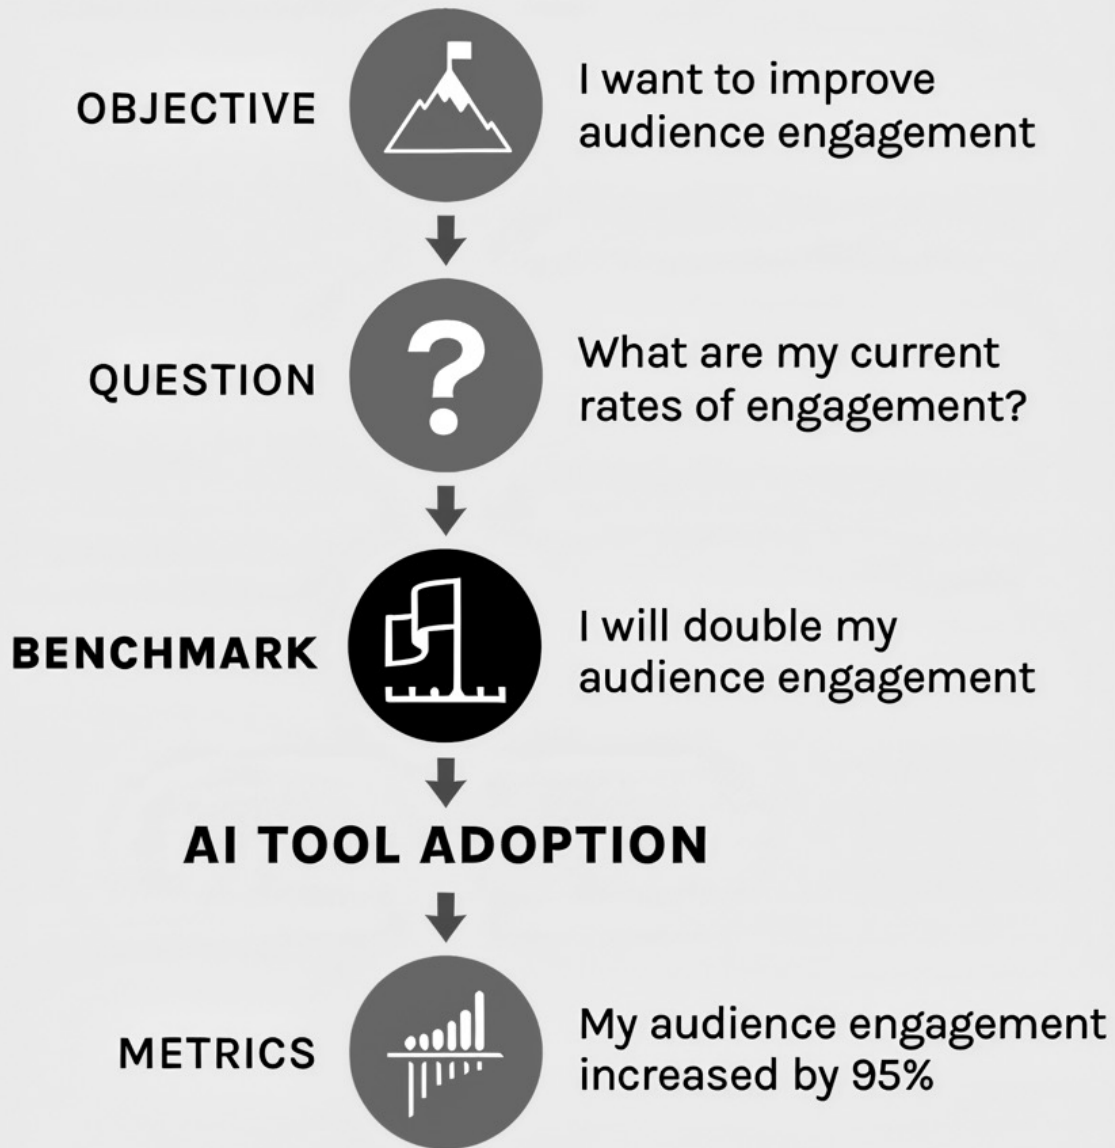 OBJECTIVE
I want to improve
audience engagement
QUESTION
What are my current
rates of engagement?
BENCHMARK
I will double my
audience engagement
AI TOOL ADOPTION
METRICS
My audience engagement
increased by 95%